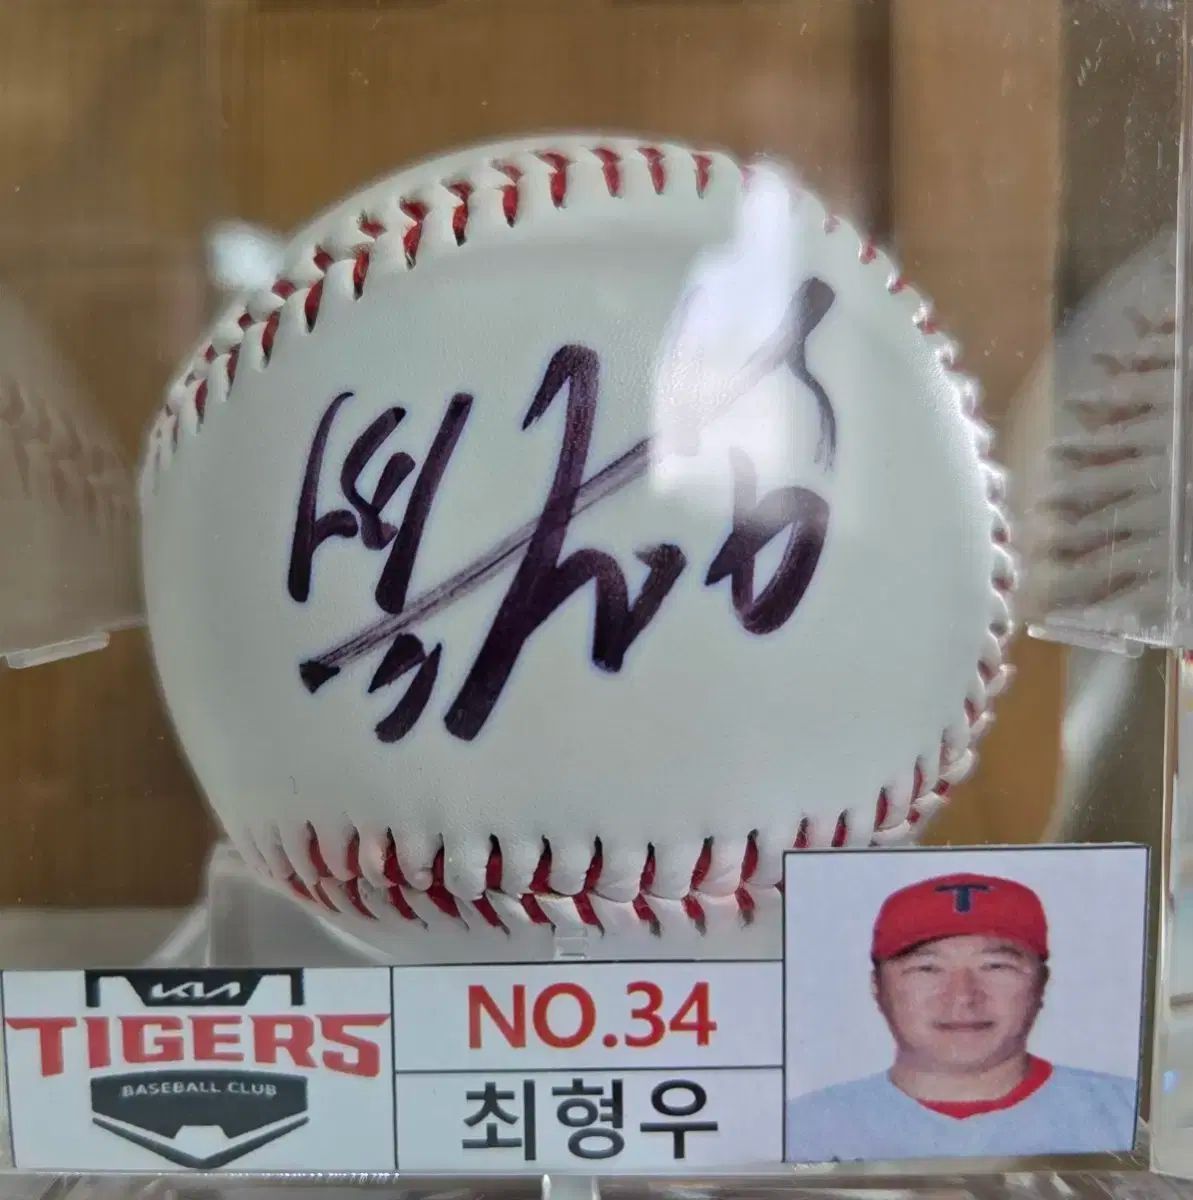 KIA
TIGERS
BASEBALL CLUB
NO.34
최형우
T